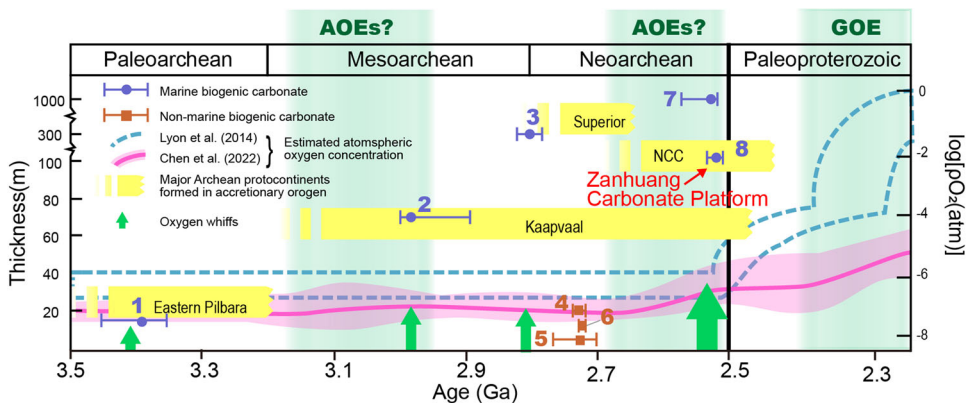 AOEs? AOEs? GOE
Paleoarchean Mesoarchean Neoarchean Paleoproterozoic
Marine biogenic carbonate
Non-marine biogenic carbonate
Lyon et al. (2014)
Chen et al. (2022)
Estimated atomspheric
oxygen concentration
Major Archean protocontinents
formed in accretionary orogen
Oxygen whiffs
Thickness(m)
1000
300
100
80
60
40
20
7
3
Superior
NCC
8
Zanhuang
Carbonate Platform
2
Kaapvaal
1
Eastern Pilbara
4
6
5
0
-2
-4
-6
-8
log[pO₂(atm)]
3.5 3.3 3.1 2.9 2.7 2.5 2.3
Age (Ga)